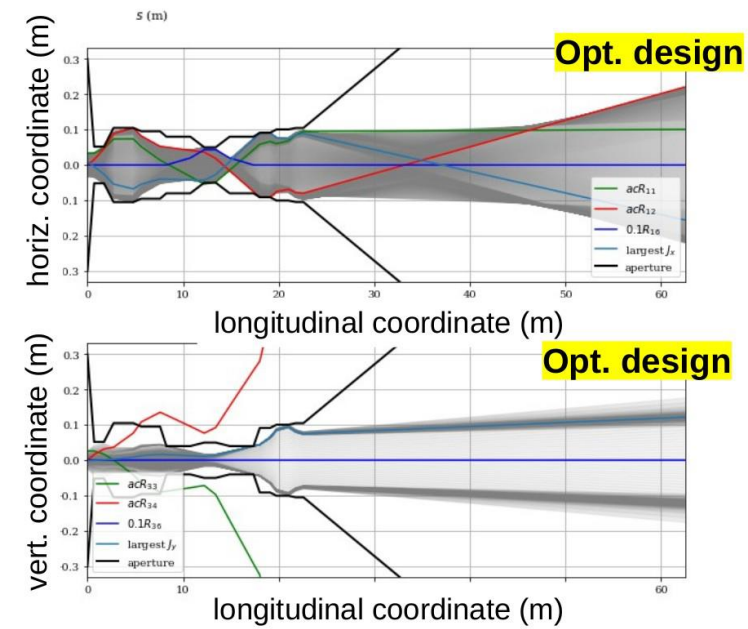 s (m)
horiz. coordinate (m)
Opt. design
0.3
0.2
0.1
0.0
0.1
0.2
0.3
acR₁₁
acR₁₂
0.1R₁₆
largest Jₓ
aperture
0 10 20 30 40 50 60
longitudinal coordinate (m)
vert. coordinate (m)
Opt. design
0.3
0.2
0.1
0.0
0.1
0.2
0.3
acR₃₃
acR₃₄
0.1R₃₆
largest Jᵧ
aperture
0 10 60
longitudinal coordinate (m)